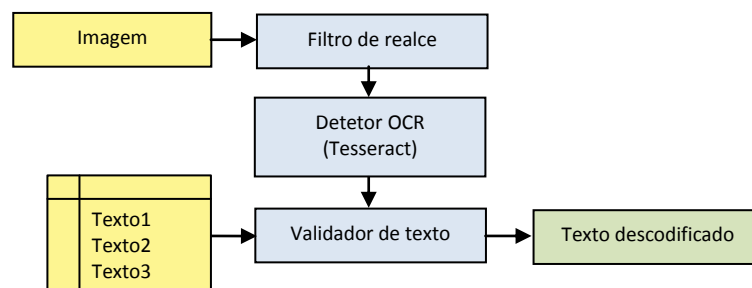 Imagem
Filtro de realce
Detetor OCR
(Tesseract)
Texto1
Texto2
Texto3
Validador de texto
Texto descodificado